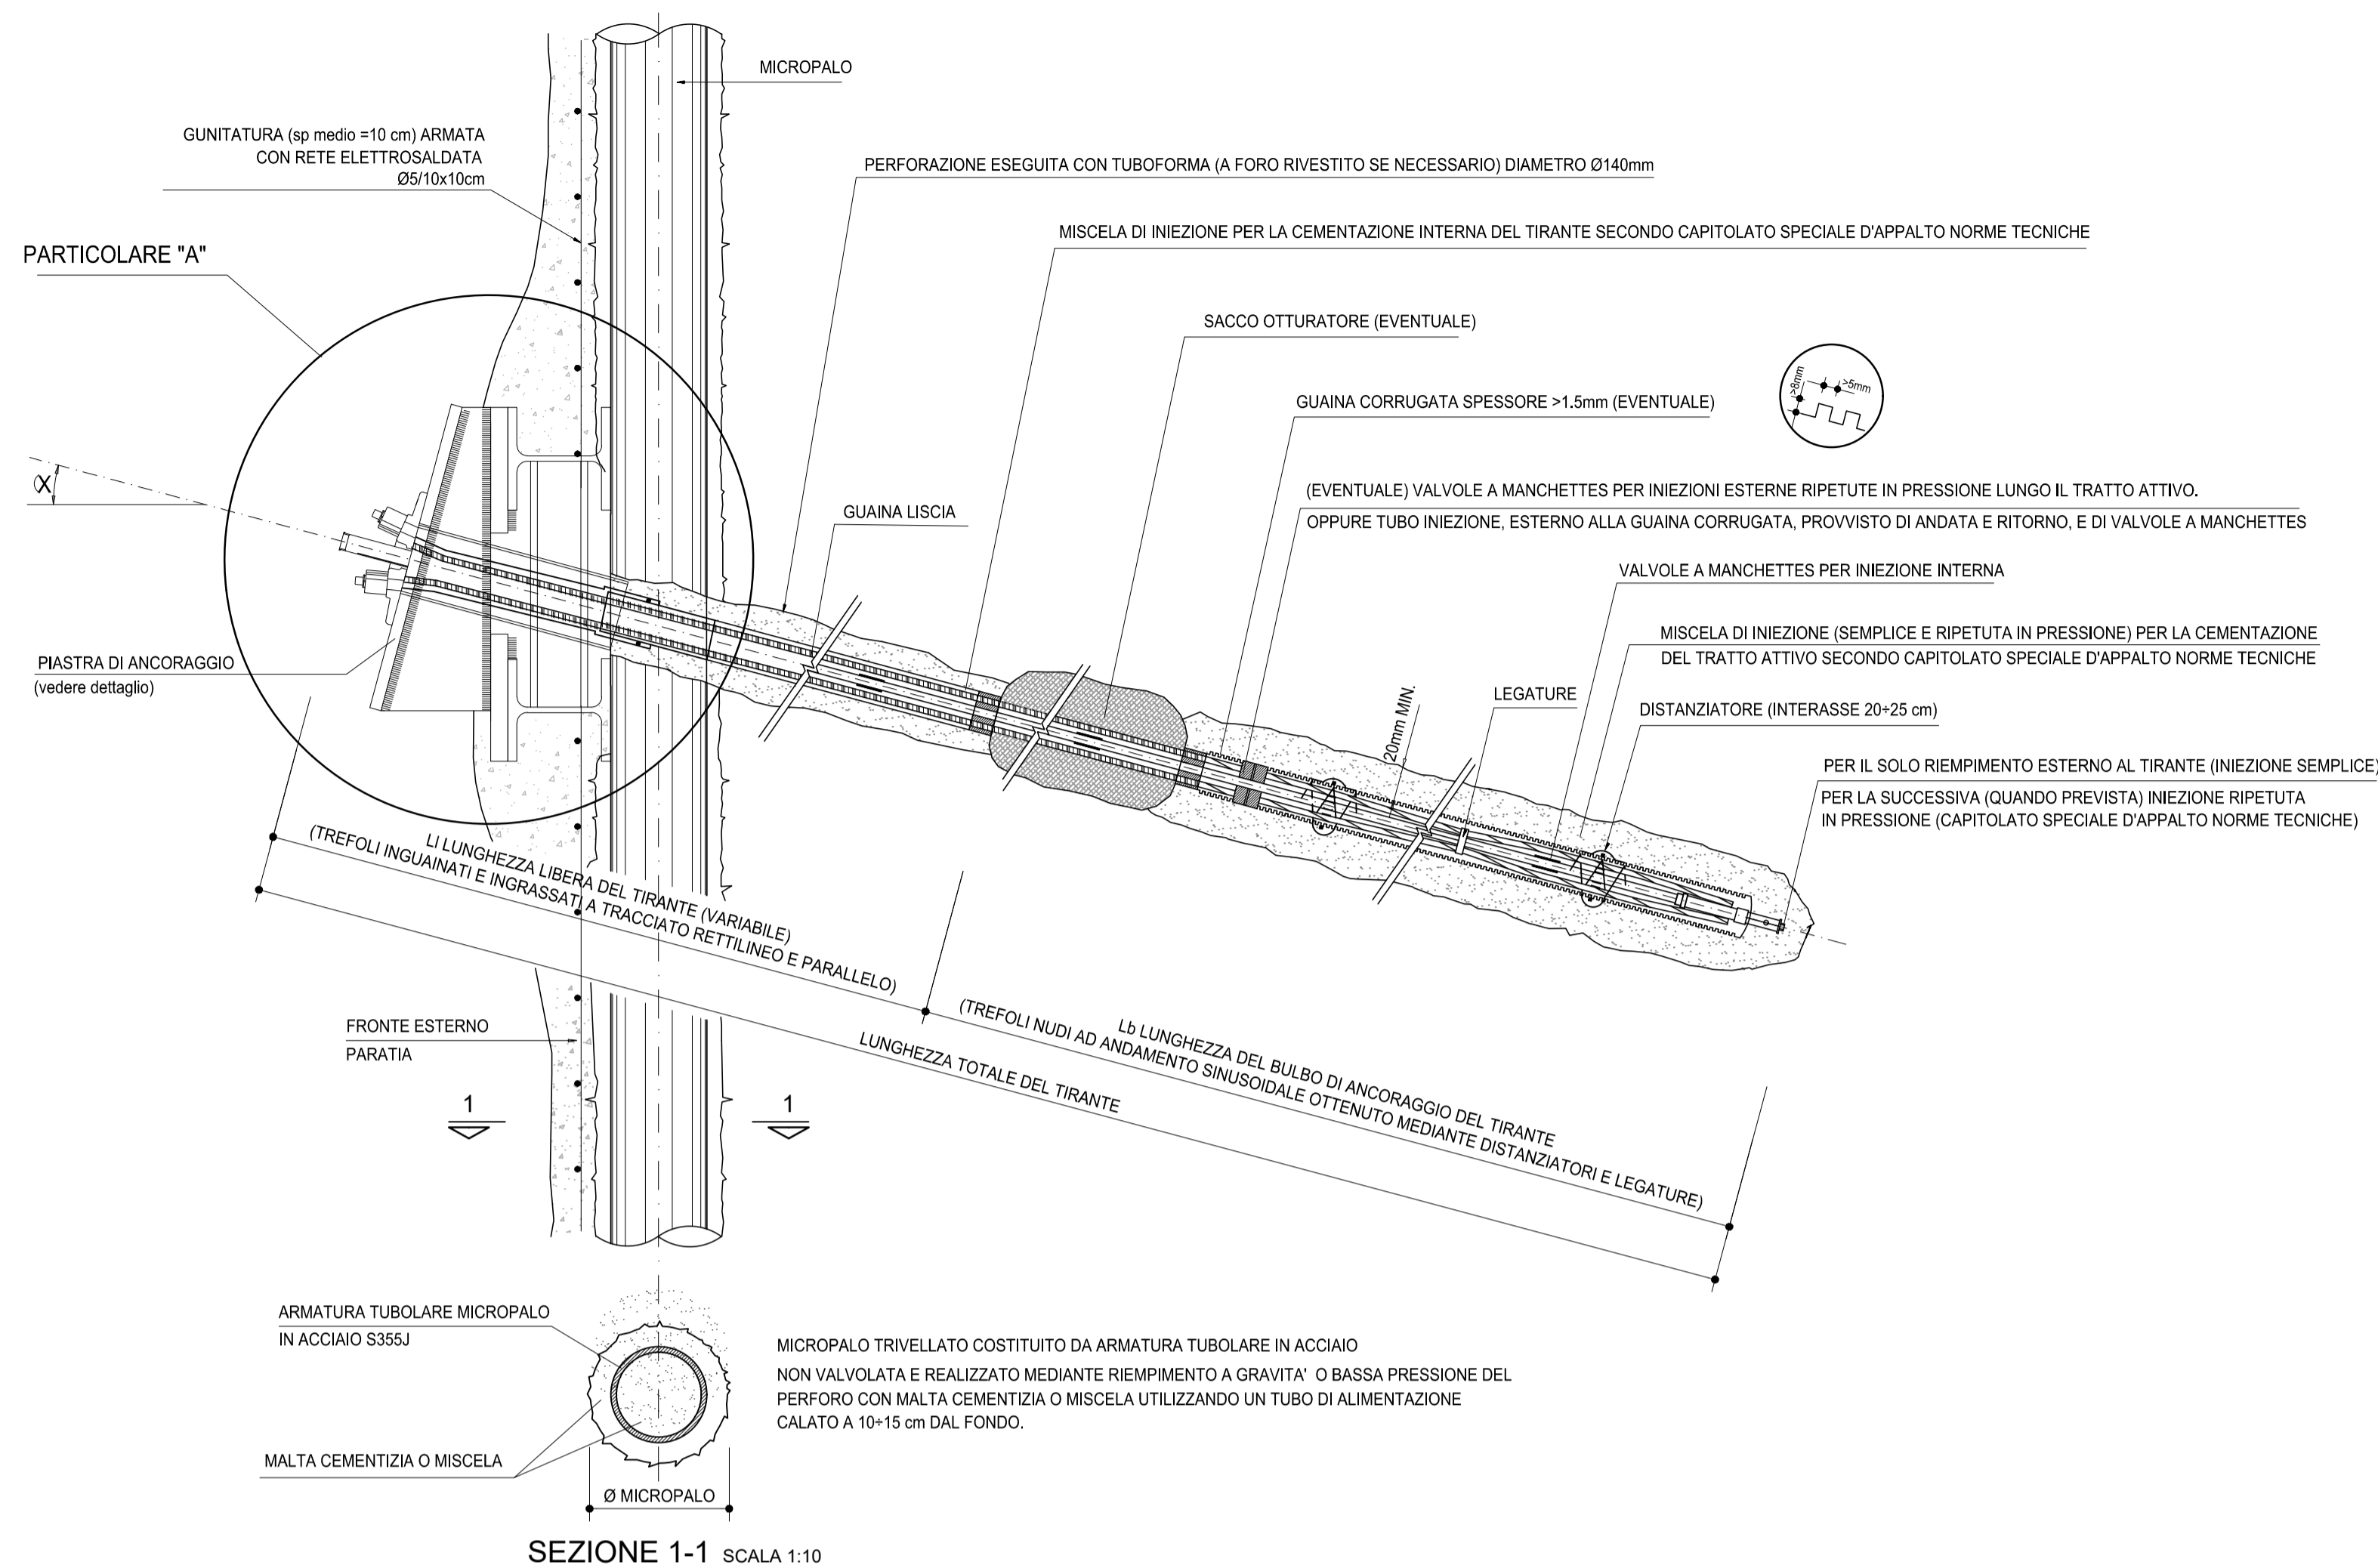 MICROPALO
GUNITATURA (sp medio =10 cm) ARMATA
CON RETE ELETTROSALDATA
Ø5/10x10cm
PERFORAZIONE ESEGUITA CON TUBOFORMA (A FORO RIVESTITO SE NECESSARIO) DIAMETRO Ø140mm
MISCELA DI INIEZIONE PER LA CEMENTAZIONE INTERNA DEL TIRANTE SECONDO CAPITOLATO SPECIALE D'APPALTO NORME TECNICHE
PARTICOLARE "A"
SACCO OTTURATORE (EVENTUALE)
>8mm
>5mm
GUAINA CORRUGATA SPESSORE >1.5mm (EVENTUALE)
α
(EVENTUALE) VALVOLE A MANCHETTES PER INIEZIONI ESTERNE RIPETUTE IN PRESSIONE LUNGO IL TRATTO ATTIVO.
OPPURE TUBO INIEZIONE, ESTERNO ALLA GUAINA CORRUGATA, PROVVISTO DI ANDATA E RITORNO, E DI VALVOLE A MANCHETTES
GUAINA LISCIA
VALVOLE A MANCHETTES PER INIEZIONE INTERNA
MISCELA DI INIEZIONE (SEMPLICE E RIPETUTA IN PRESSIONE) PER LA CEMENTAZIONE
DEL TRATTO ATTIVO SECONDO CAPITOLATO SPECIALE D'APPALTO NORME TECNICHE
PIASTRA DI ANCORAGGIO
(vedere dettaglio)
20mm MIN.
LEGATURE
DISTANZIATORE (INTERASSE 20÷25 cm)
PER IL SOLO RIEMPIMENTO ESTERNO AL TIRANTE (INIEZIONE SEMPLICE)
PER LA SUCCESSIVA (QUANDO PREVISTA) INIEZIONE RIPETUTA
IN PRESSIONE (CAPITOLATO SPECIALE D'APPALTO NORME TECNICHE)
LI LUNGHEZZA LIBERA DEL TIRANTE (VARIABILE)
(TREFOLI INGUAINATI E INGRASSATI A TRACCIATO RETTILINEO E PARALLELO)
Lb LUNGHEZZA DEL BULBO DI ANCORAGGIO DEL TIRANTE
(TREFOLI NUDI AD ANDAMENTO SINUSOIDALE OTTENUTO MEDIANTE DISTANZIATORI E LEGATURE)
LUNGHEZZA TOTALE DEL TIRANTE
FRONTE ESTERNO
PARATIA
1
1
ARMATURA TUBOLARE MICROPALO
IN ACCIAIO S355J
MICROPALO TRIVELLATO COSTITUITO DA ARMATURA TUBOLARE IN ACCIAIO
NON VALVOLATA E REALIZZATO MEDIANTE RIEMPIMENTO A GRAVITA' O BASSA PRESSIONE DEL
PERFORO CON MALTA CEMENTIZIA O MISCELA UTILIZZANDO UN TUBO DI ALIMENTAZIONE
CALATO A 10÷15 cm DAL FONDO.
MALTA CEMENTIZIA O MISCELA
Ø MICROPALO
SEZIONE 1-1 SCALA 1:10